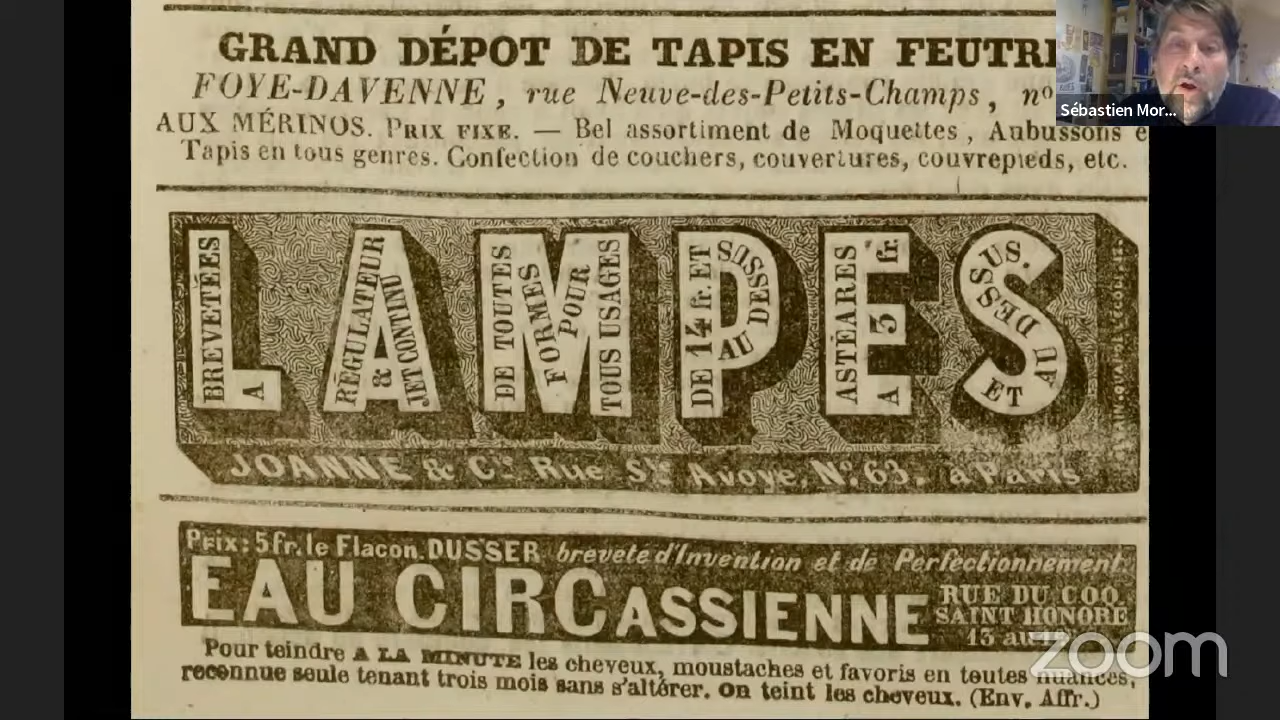 GRAND DÉPOT DE TAPIS EN FEUTRE
FOYE-DAVENNE, rue Neuve-des-Petits-Champs, nº
AUX MÉRINOS. PRIX FIXE. — Bel assortiment de Moquettes, Aubussons e
Tapis en tous genres. Confection de couchers, couvertures, couvrepieds, etc.
LAMPES
BREVETÉES
A
RÉGULATEUR
& JET CONTINU
DE TOUTES
FORMES
POUR
TOUS USAGES
DE 14 fr. ET
AU DESSUS
ASTÉARES
A 5 fr.
ET AU DESSUS.
JOANNE & Cie Rue Ste Avoye, Nº 63, à Paris
Prix: 5 fr. le Flacon. DUSSER breveté d'Invention et de Perfectionnement.
EAU CIRCASSIENNE
RUE DU COQ
SAINT HONORÉ
13 au
Pour teindre A LA MINUTE les cheveux, moustaches et favoris en toutes nuances,
reconnue seule tenant trois mois sans s'altérer. On teint les cheveux. (Env. Aff.)
Sébastien Mor...
zoom